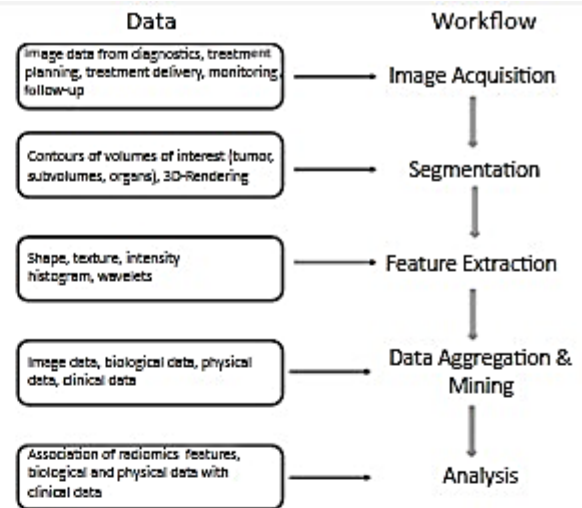 Data
Workflow
Image data from diagnostics, treatment
planning, treatment delivery, monitoring,
follow-up
Image Acquisition
Contours of volumes of interest (tumor,
subvolumes, organs), 3D-Rendering
Segmentation
Shape, texture, intensity
histogram, wavelets
Feature Extraction
Image data, biological data, physical
data, clinical data
Data Aggregation &
Mining
Association of radiomics features,
biological and physical data with
clinical data
Analysis